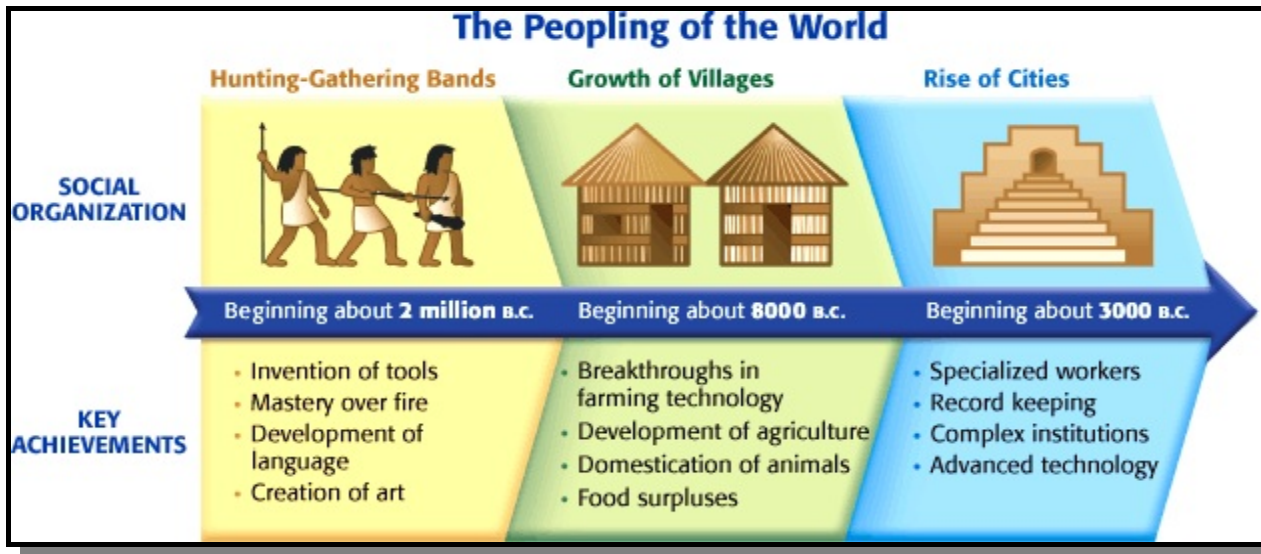 The Peopling of the World
Hunting-Gathering Bands
Growth of Villages
Rise of Cities
SOCIAL
ORGANIZATION
Beginning about 2 million B.C.
Beginning about 8000 B.C.
Beginning about 3000 B.C.
KEY
ACHIEVEMENTS
• Invention of tools
• Mastery over fire
• Development of
language
• Creation of art
• Breakthroughs in
farming technology
• Development of agriculture
• Domestication of animals
• Food surpluses
• Specialized workers
• Record keeping
• Complex institutions
• Advanced technology